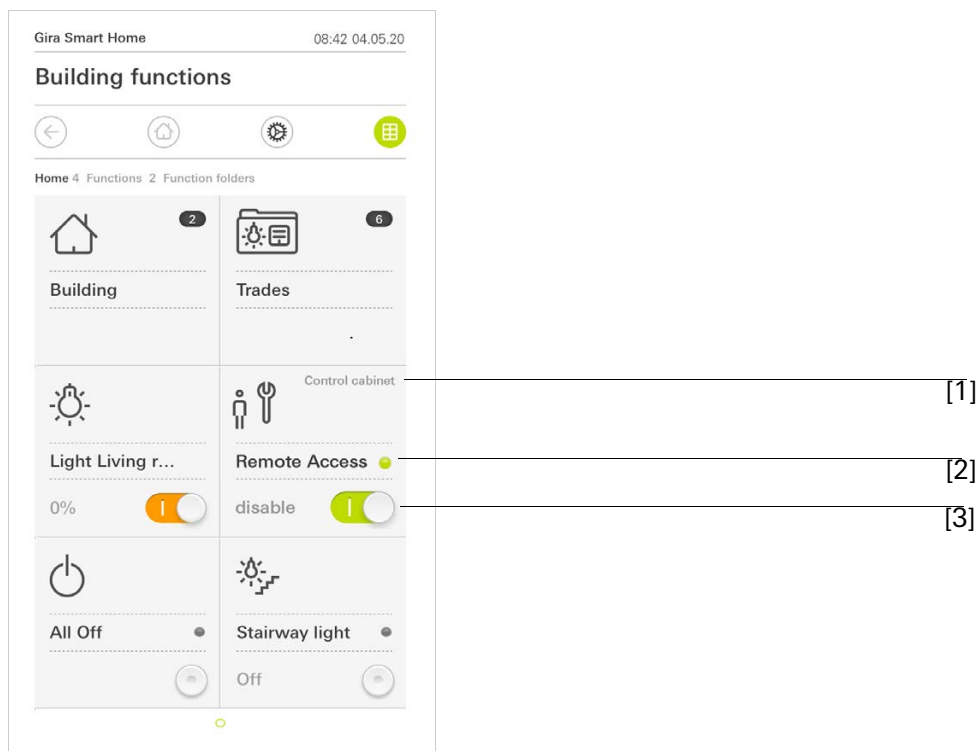 Gira Smart Home 08:42 04.05.20
Building functions
Home 4 Functions 2 Function folders
2 6
Building Trades
Control cabinet
[1]
Light Living r... Remote Access
[2]
0% disable
[3]
All Off Stairway light
Off